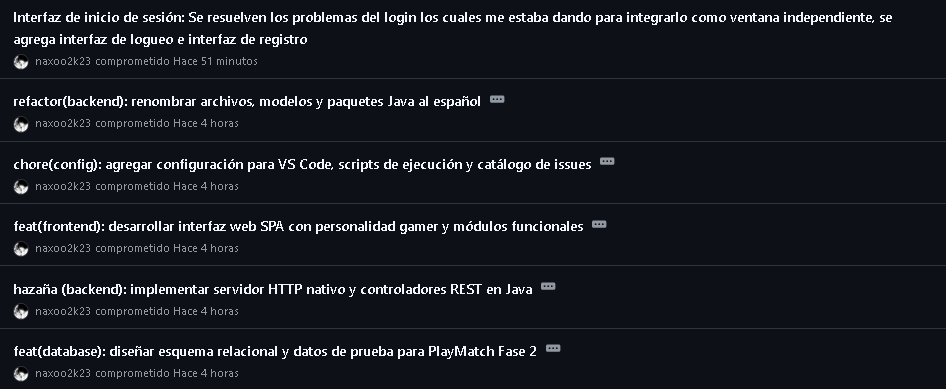 Interfaz de inicio de sesión: Se resuelven los problemas del login los cuales me estaba dando para integrarlo como ventana independiente, se
agrega interfaz de logueo e interfaz de registro
naxoo2k23 comprometido Hace 51 minutos
refactor(backend): renombrar archivos, modelos y paquetes Java al español
naxoo2k23 comprometido Hace 4 horas
chore(config): agregar configuración para VS Code, scripts de ejecución y catálogo de issues
naxoo2k23 comprometido Hace 4 horas
feat(frontend): desarrollar interfaz web SPA con personalidad gamer y módulos funcionales
naxoo2k23 comprometido Hace 4 horas
hazaña (backend): implementar servidor HTTP nativo y controladores REST en Java
naxoo2k23 comprometido Hace 4 horas
feat(database): diseñar esquema relacional y datos de prueba para PlayMatch Fase 2
naxoo2k23 comprometido Hace 4 horas